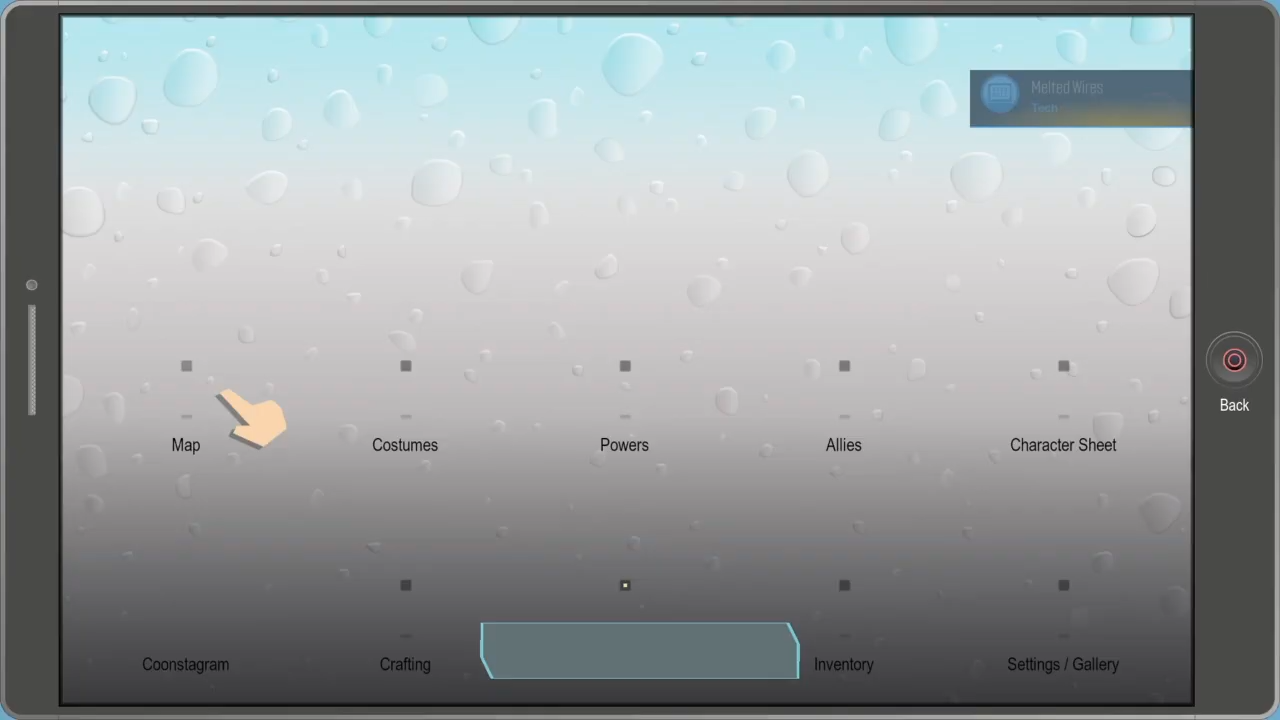 Melted Wires
Tech
Back
Map
Costumes
Powers
Allies
Character Sheet
Coonstagram
Crafting
Inventory
Settings / Gallery